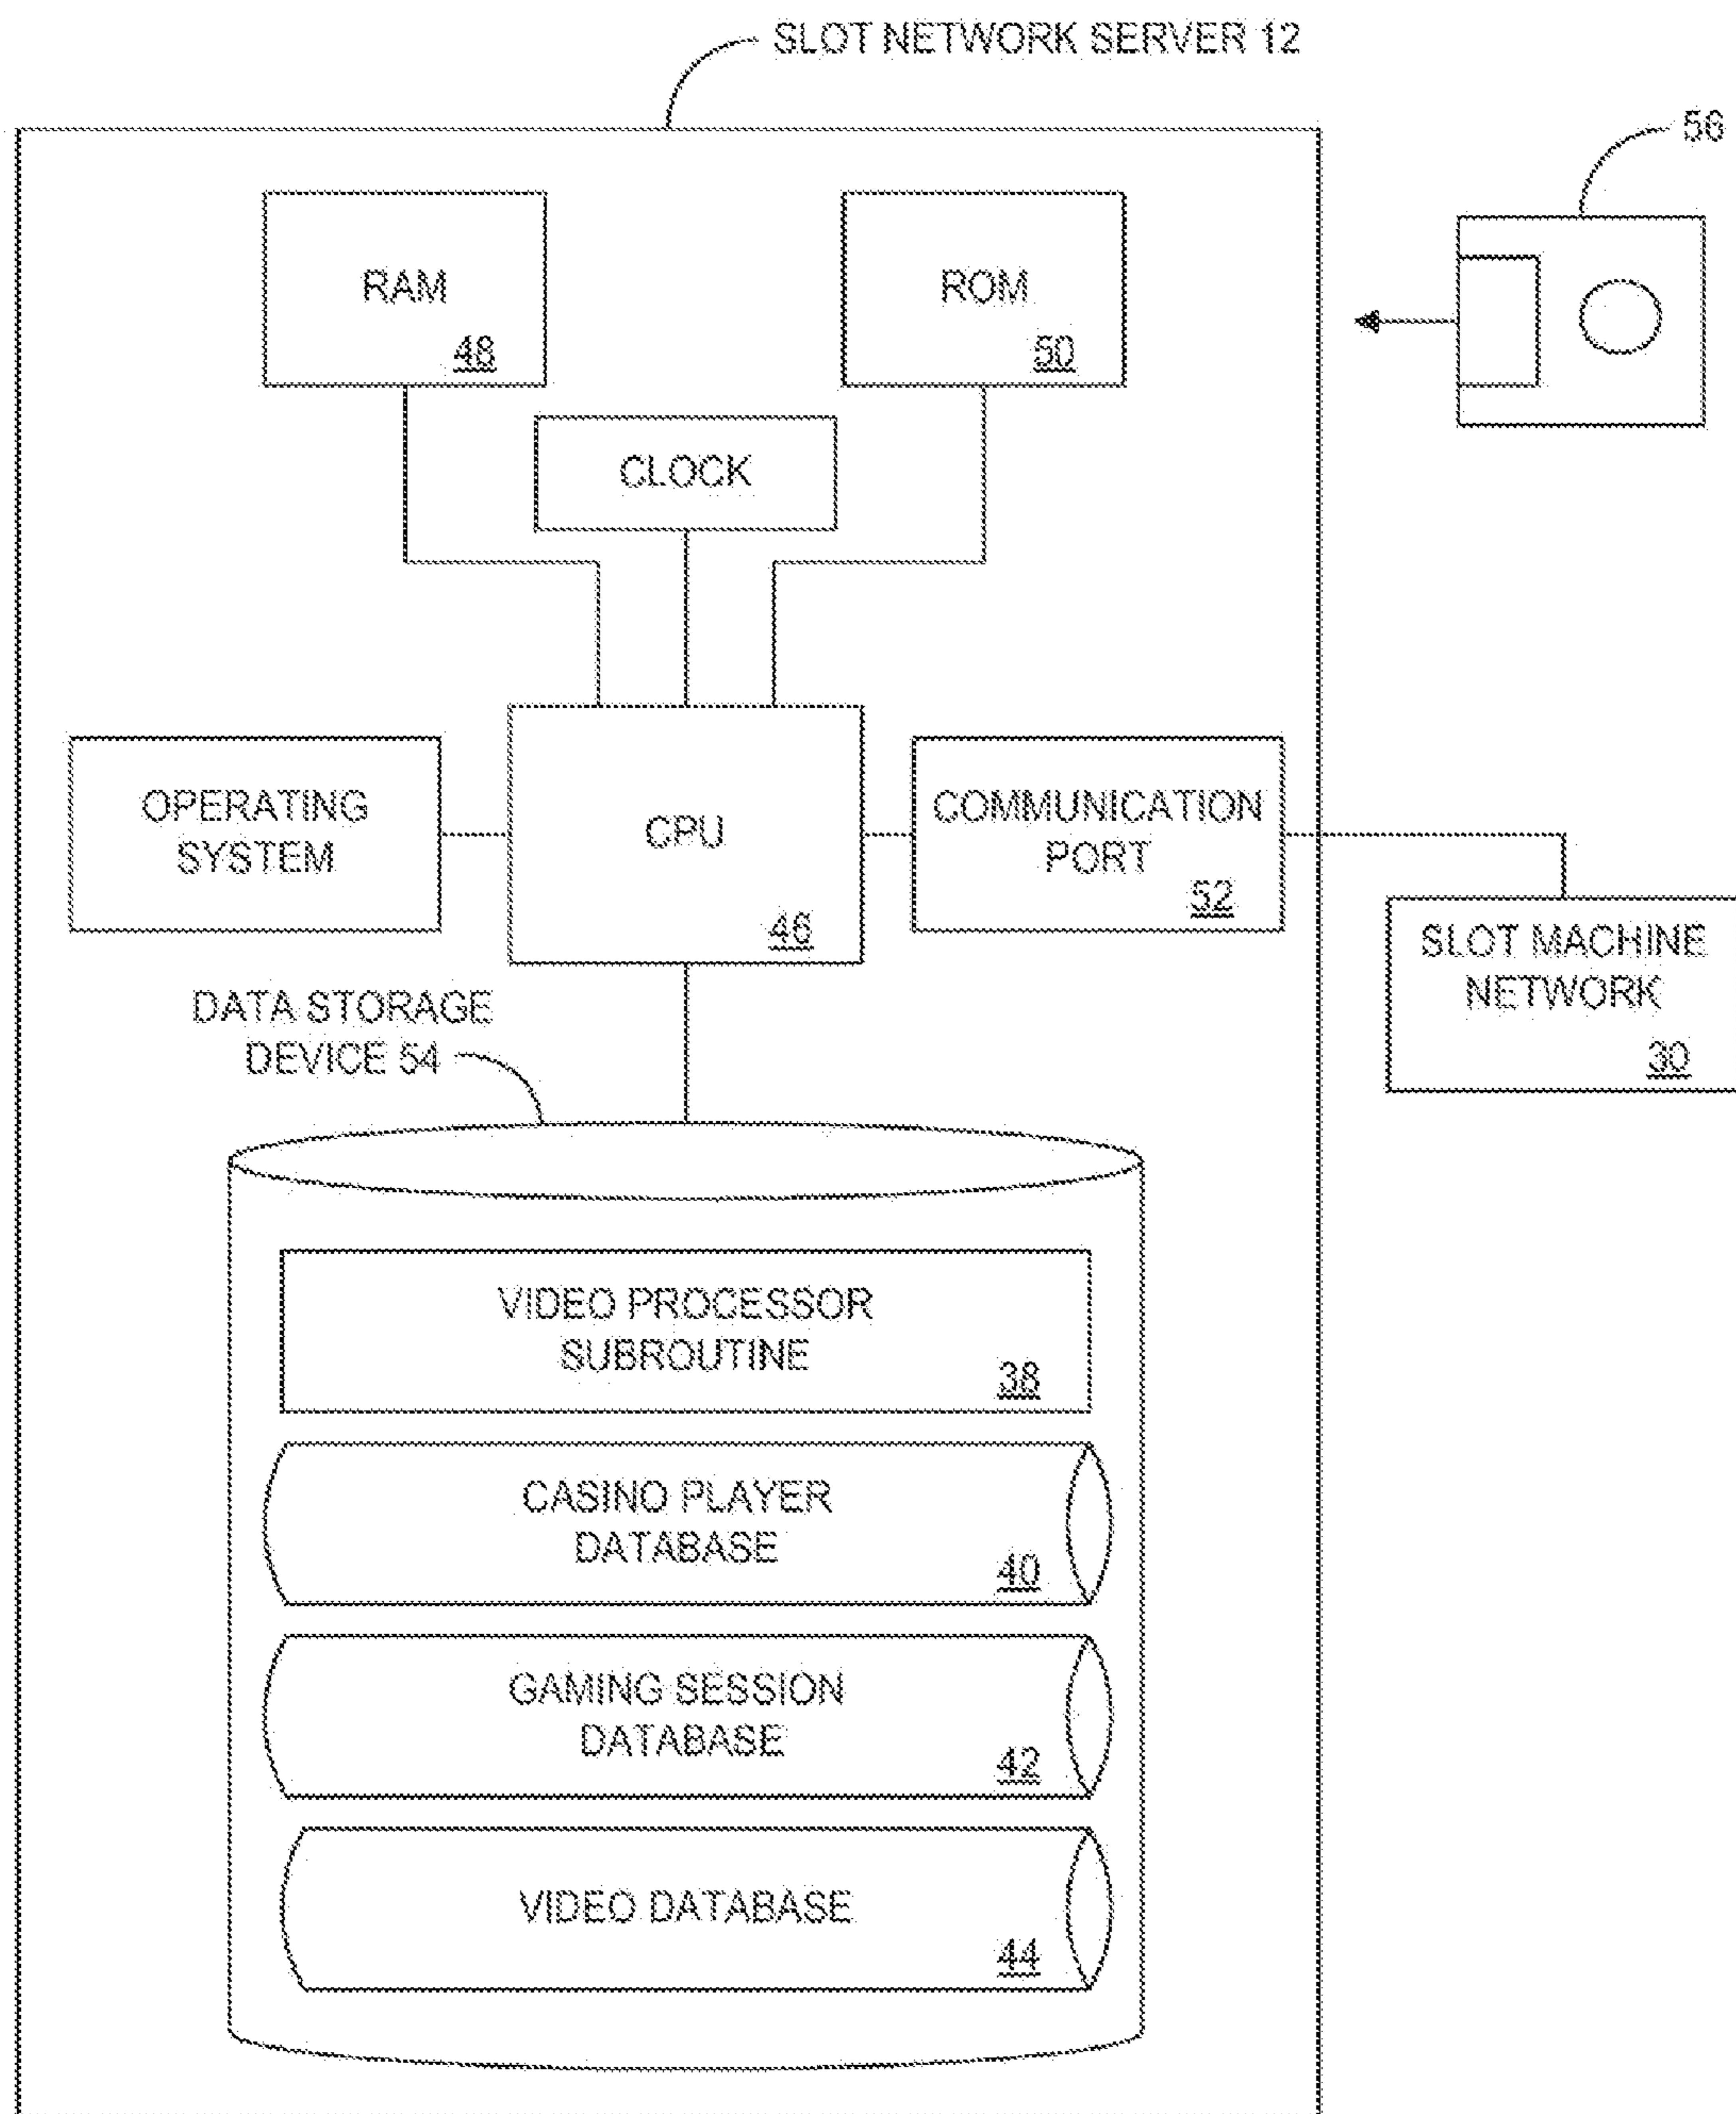 SLOT NETWORK SERVER 12
56
RAM
48
ROM
50
CLOCK
OPERATING
SYSTEM
CPU
46
COMMUNICATION
PORT
52
SLOT MACHINE
NETWORK
30
DATA STORAGE
DEVICE 54
VIDEO PROCESSOR
SUBROUTINE
38
CASINO PLAYER
DATABASE
40
GAMING SESSION
DATABASE
42
VIDEO DATABASE
44